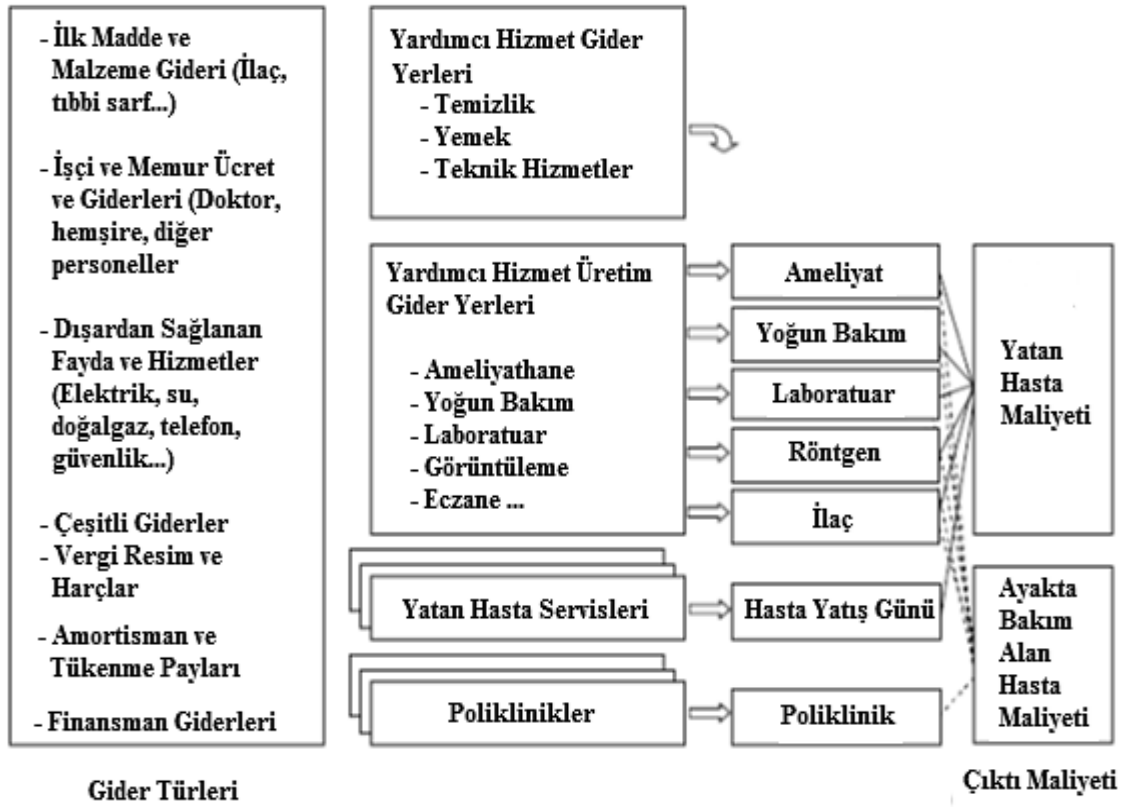 - İlk Madde ve
Malzeme Gideri (İlaç,
tıbbi sarf...)
- İşçi ve Memur Ücret
ve Giderleri (Doktor,
hemşire, diğer
personeller
- Dışardan Sağlanan
Fayda ve Hizmetler
(Elektrik, su,
doğalgaz, telefon,
güvenlik...)
- Çeşitli Giderler
- Vergi Resim ve
Harçlar
- Amortisman ve
Tükenme Payları
- Finansman Giderleri
Gider Türleri
Yardımcı Hizmet Gider
Yerleri
- Temizlik
- Yemek
- Teknik Hizmetler
Yardımcı Hizmet Üretim
Gider Yerleri
- Ameliyathane
- Yoğun Bakım
- Laboratuar
- Görüntüleme
- Eczane ...
Yatan Hasta Servisleri
Poliklinikler
Ameliyat
Yoğun Bakım
Laboratuar
Röntgen
İlaç
Hasta Yatış Günü
Poliklinik
Yatan
Hasta
Maliyeti
Ayakta
Bakım
Alan
Hasta
Maliyeti
Çıktı Maliyeti